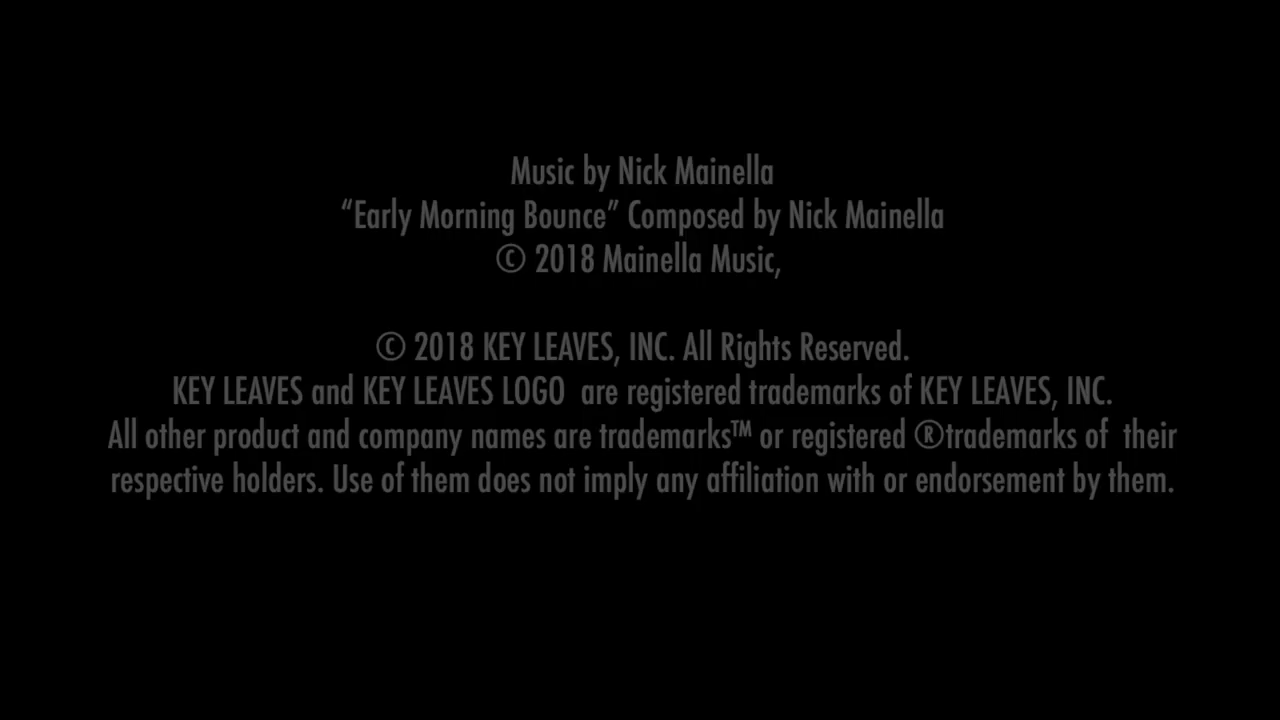 Music by Nick Mainella
“Early Morning Bounce” Composed by Nick Mainella
© 2018 Mainella Music,
© 2018 KEY LEAVES, INC. All Rights Reserved.
KEY LEAVES and KEY LEAVES LOGO  are registered trademarks of KEY LEAVES, INC.
All other product and company names are trademarks™ or registered ®trademarks of  their
respective holders. Use of them does not imply any affiliation with or endorsement by them.